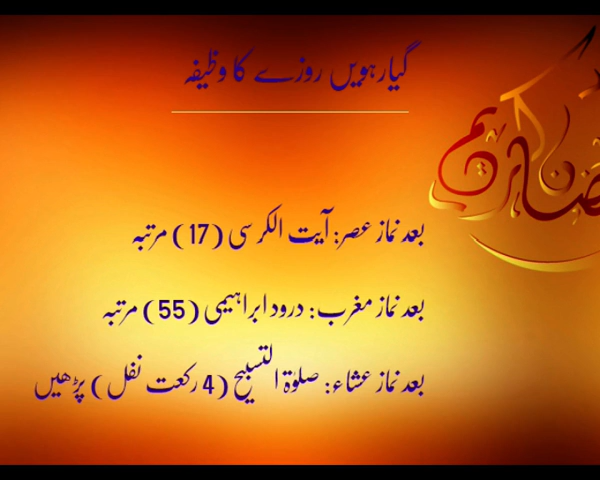 گیارہویں روزے کا وظیفہ
بعد نماز عصر: آیت الکرسی (17) مرتبہ
بعد نماز مغرب: درود ابراہیمی (55) مرتبہ
بعد نماز عشاء: صلوٰۃ التسبیح (4 رکعت نفل) پڑھیں